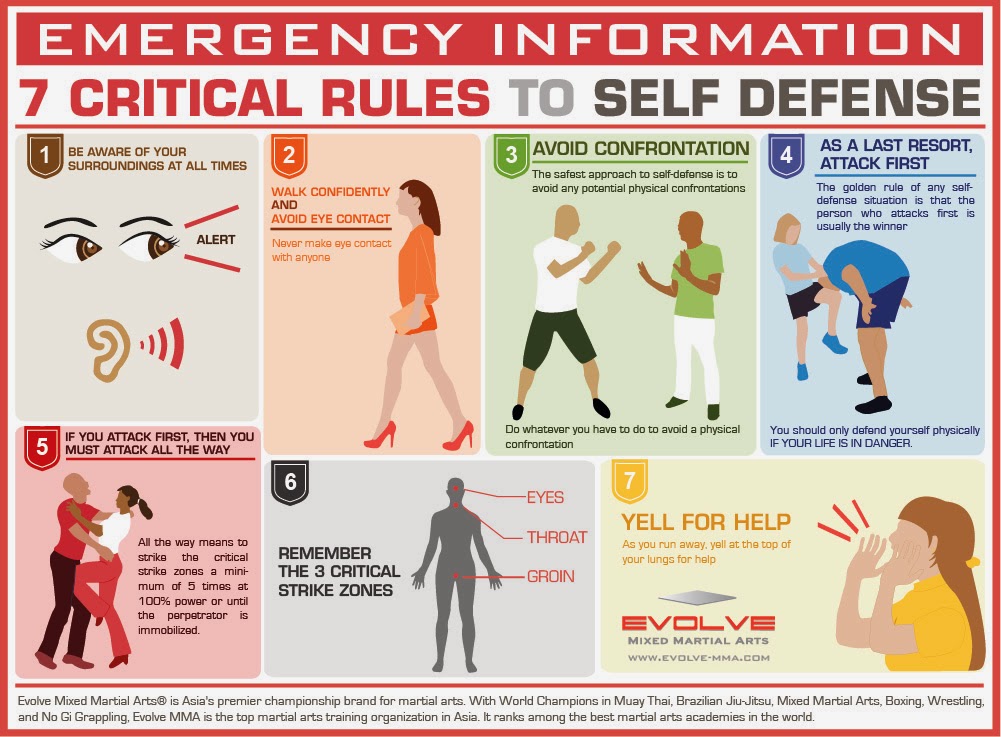 EMERGENCY INFORMATION
7 CRITICAL RULES TO SELF DEFENSE
1
BE AWARE OF YOUR
SURROUNDINGS AT ALL TIMES
ALERT
2
WALK CONFIDENTLY
AND
AVOID EYE CONTACT
Never make eye contact
with anyone
3
AVOID CONFRONTATION
The safest approach to self-defense is to
avoid any potential physical confrontations
Do whatever you have to do to avoid a physical
confrontation
4
AS A LAST RESORT,
ATTACK FIRST
The golden rule of any self-
defense situation is that the
person who attacks first is
usually the winner
You should only defend yourself physically
IF YOUR LIFE IS IN DANGER.
5
IF YOU ATTACK FIRST, THEN YOU
MUST ATTACK ALL THE WAY
All the way means to
strike the critical
strike zones a mini-
mum of 5 times at
100% power or until
the perpetrator is
immobilized.
6
REMEMBER
THE 3 CRITICAL
STRIKE ZONES
EYES
THROAT
GROIN
7
YELL FOR HELP
As you run away, yell at the top of
your lungs for help
EVOLVE
MIXED MARTIAL ARTS
WWW.EVOLVE-MMA.COM
Evolve Mixed Martial Arts® is Asia's premier championship brand for martial arts. With World Champions in Muay Thai, Brazilian Jiu-Jitsu, Mixed Martial Arts, Boxing, Wrestling,
and No Gi Grappling, Evolve MMA is the top martial arts training organization in Asia. It ranks among the best martial arts academies in the world.